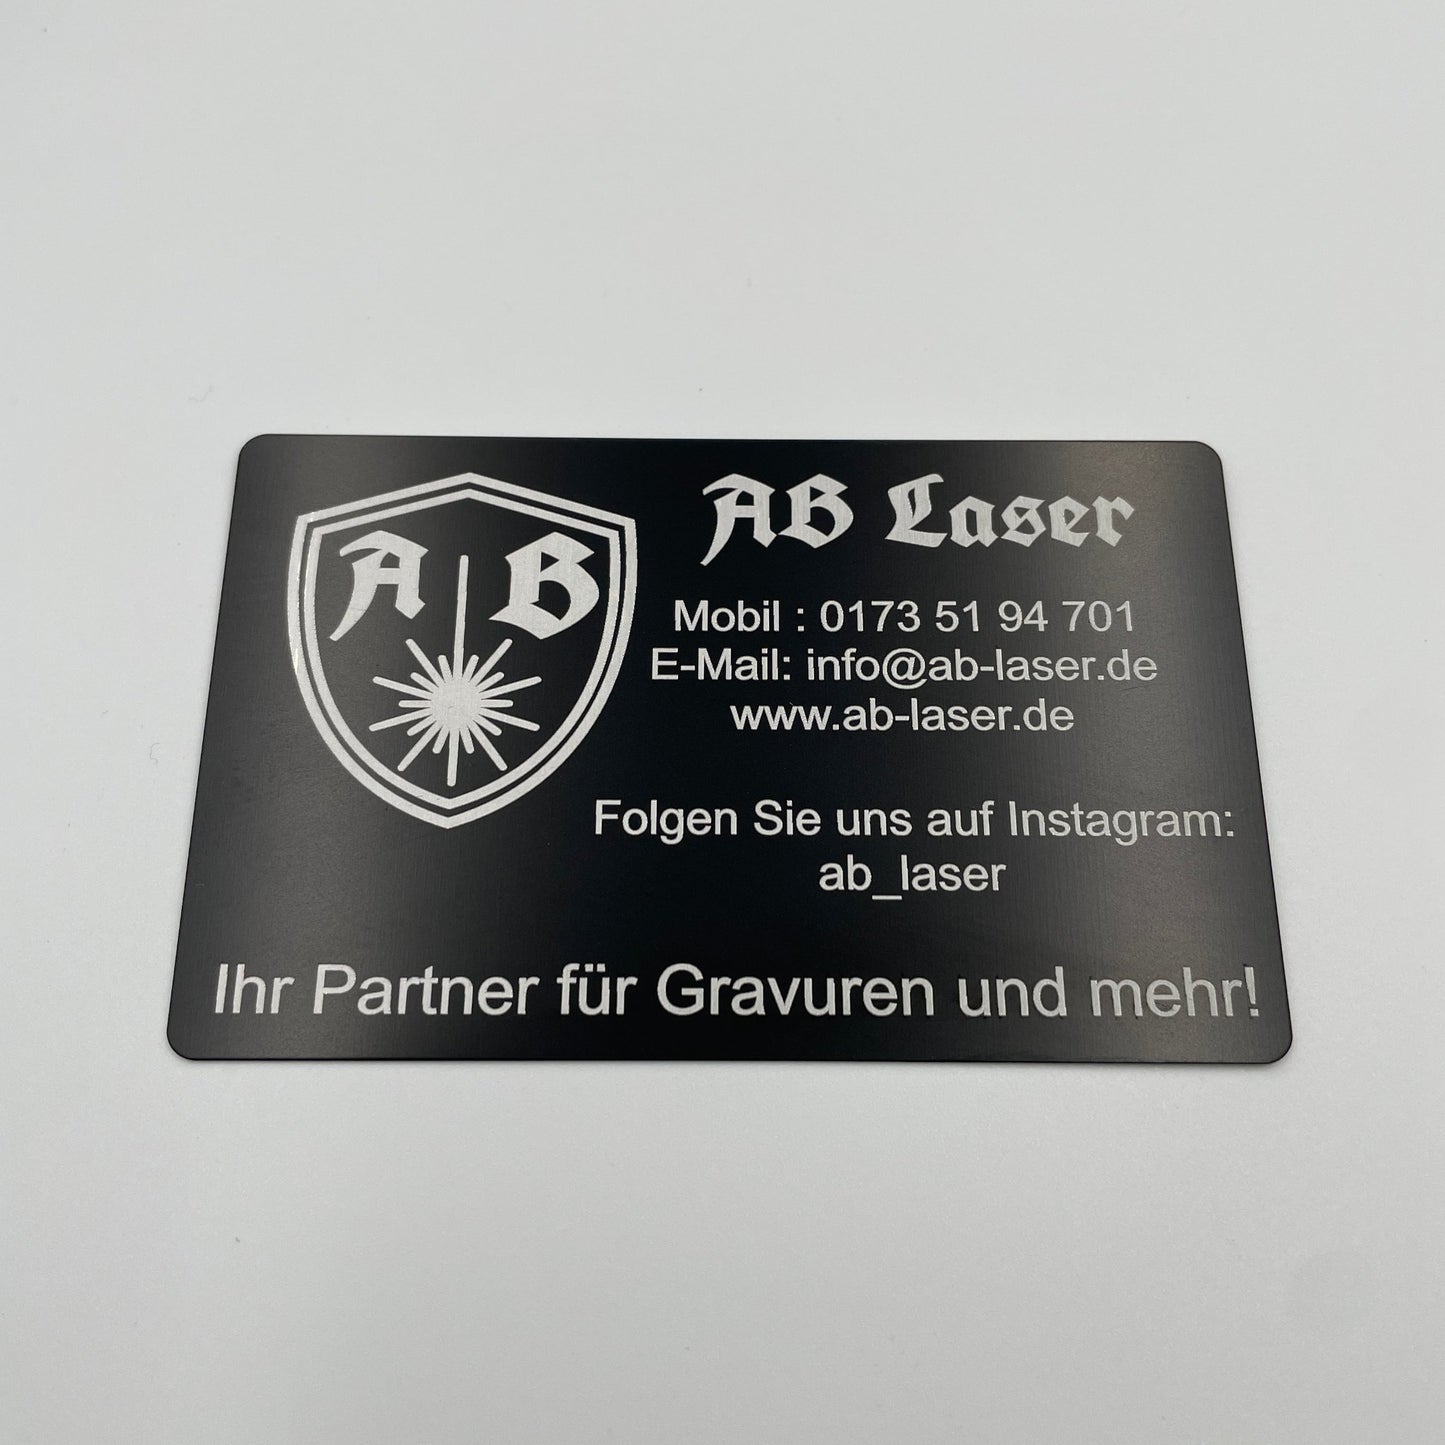 A B
AB Laser
Mobil : 0173 51 94 701
E-Mail: info@ab-laser.de
www.ab-laser.de
Folgen Sie uns auf Instagram:
ab_laser
Ihr Partner für Gravuren und mehr!